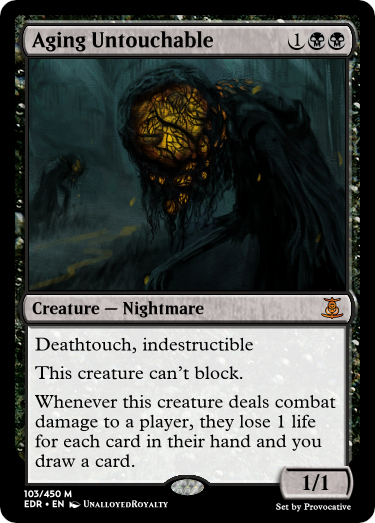 Aging Untouchable 1
Creature — Nightmare
Deathtouch, indestructible
This creature can't block.
Whenever this creature deals combat
damage to a player, they lose 1 life
for each card in their hand and you
draw a card.
1/1
103/450 M
EDR • EN UnalloyedRoyalty
Set by Provocative